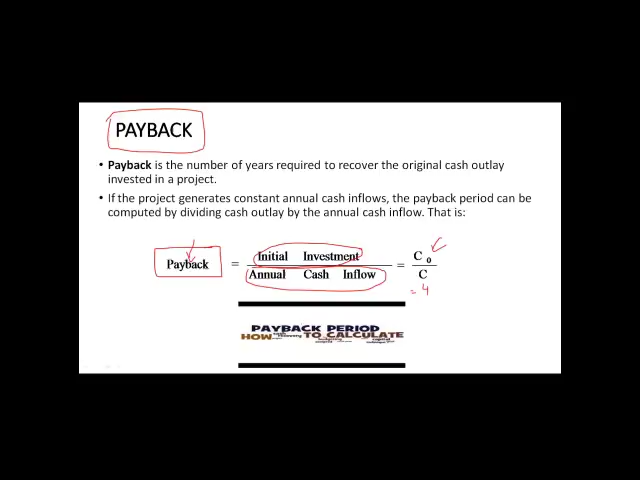 PAYBACK
• Payback is the number of years required to recover the original cash outlay
invested in a project.
• If the project generates constant annual cash inflows, the payback period can be
computed by dividing cash outlay by the annual cash inflow. That is:
Payback = Initial Investment / Annual Cash Inflow = C0 / C
= 4
PAYBACK PERIOD
HOW TO CALCULATE